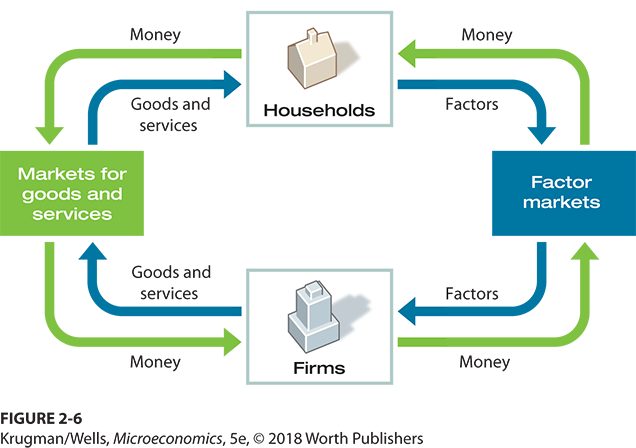 Money
Money
Goods and
services
Households
Factors
Markets for
goods and
services
Factor
markets
Goods and
services
Factors
Money
Firms
Money
FIGURE 2-6
Krugman/Wells, Microeconomics, 5e, © 2018 Worth Publishers